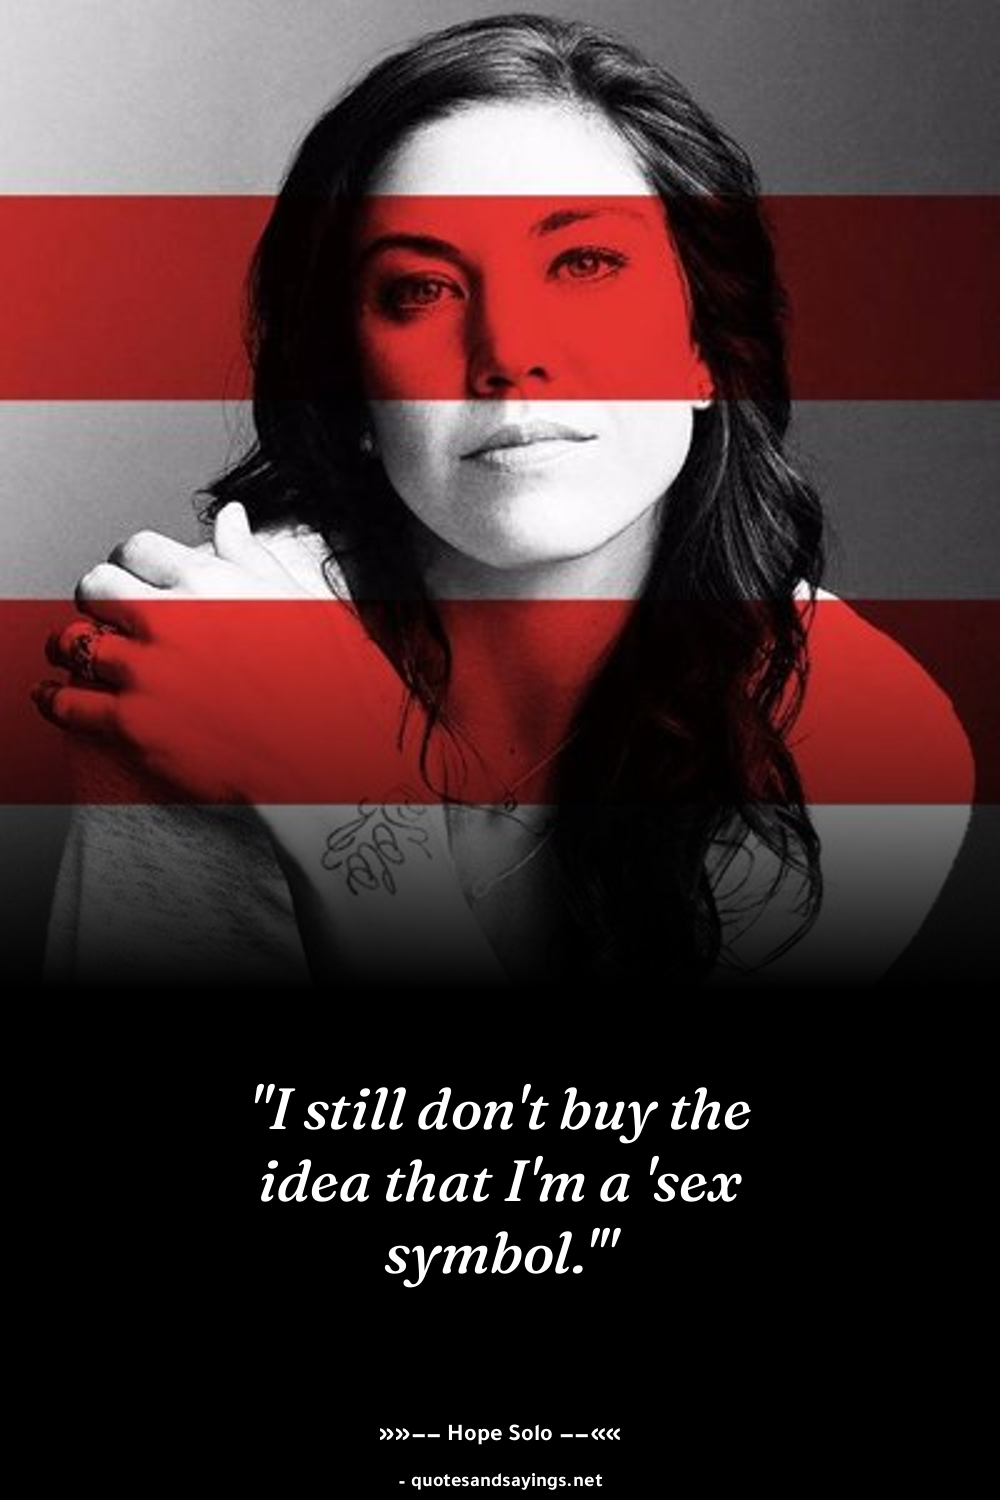 "I still don't buy the
idea that I'm a 'sex
symbol.'"
»»–– Hope Solo ––««
- quotesandsayings.net